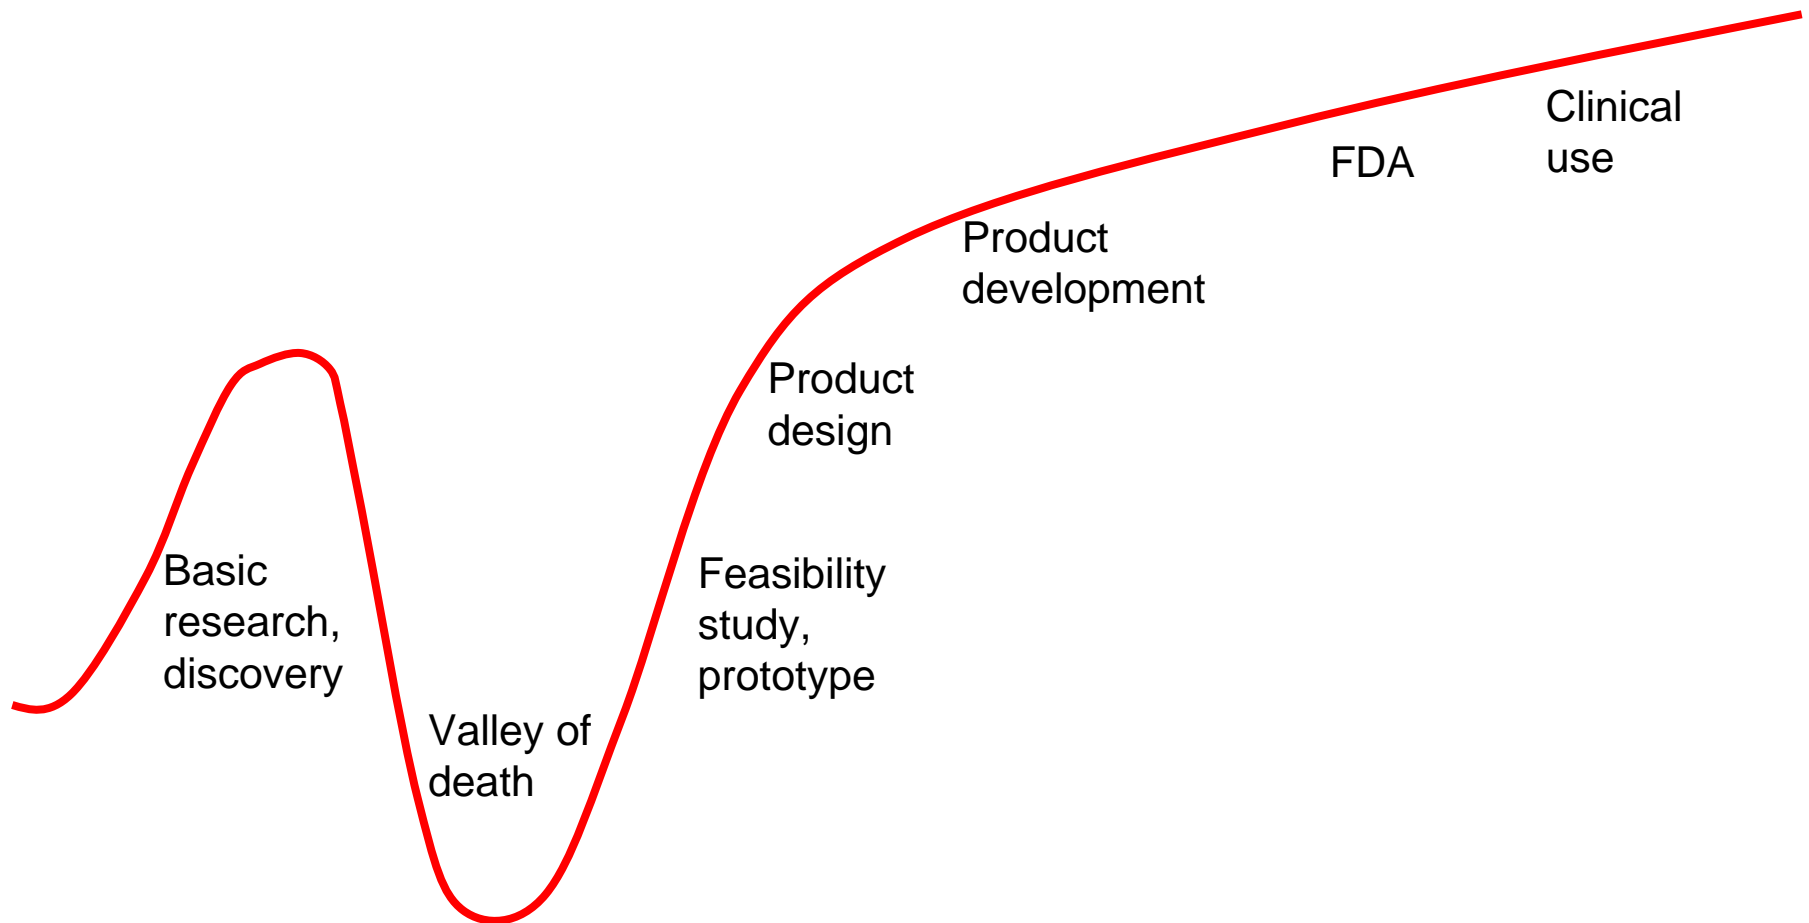 Basic
research,
discovery
Valley of
death
Feasibility
study,
prototype
Product
design
Product
development
FDA
Clinical
use